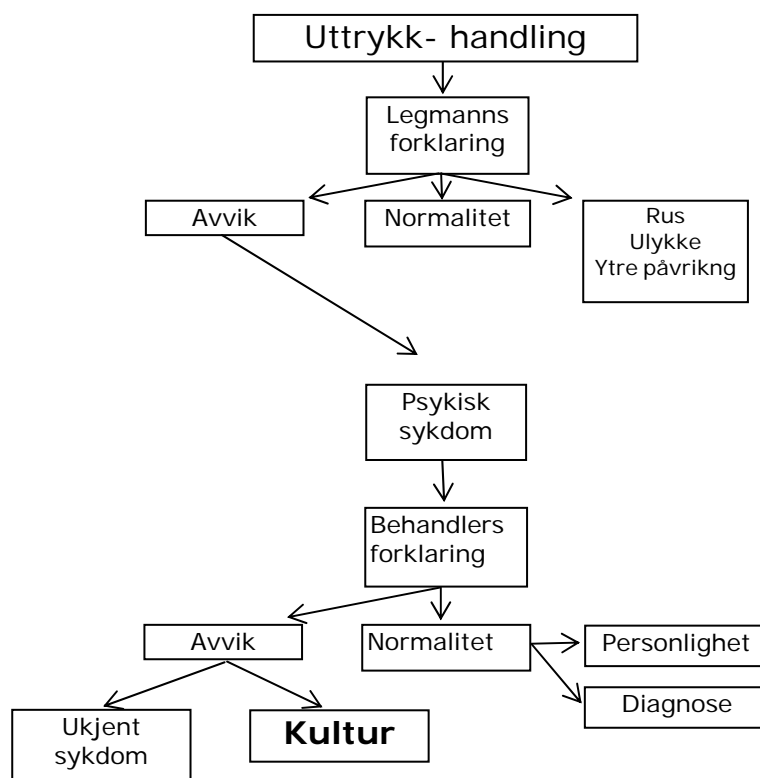 Uttrykk- handling
Legmanns
forklaring
Avvik
Normalitet
Rus
Ulykke
Ytre påvrikng
Psykisk
sykdom
Behandlers
forklaring
Avvik
Normalitet
Personlighet
Diagnose
Ukjent
sykdom
Kultur